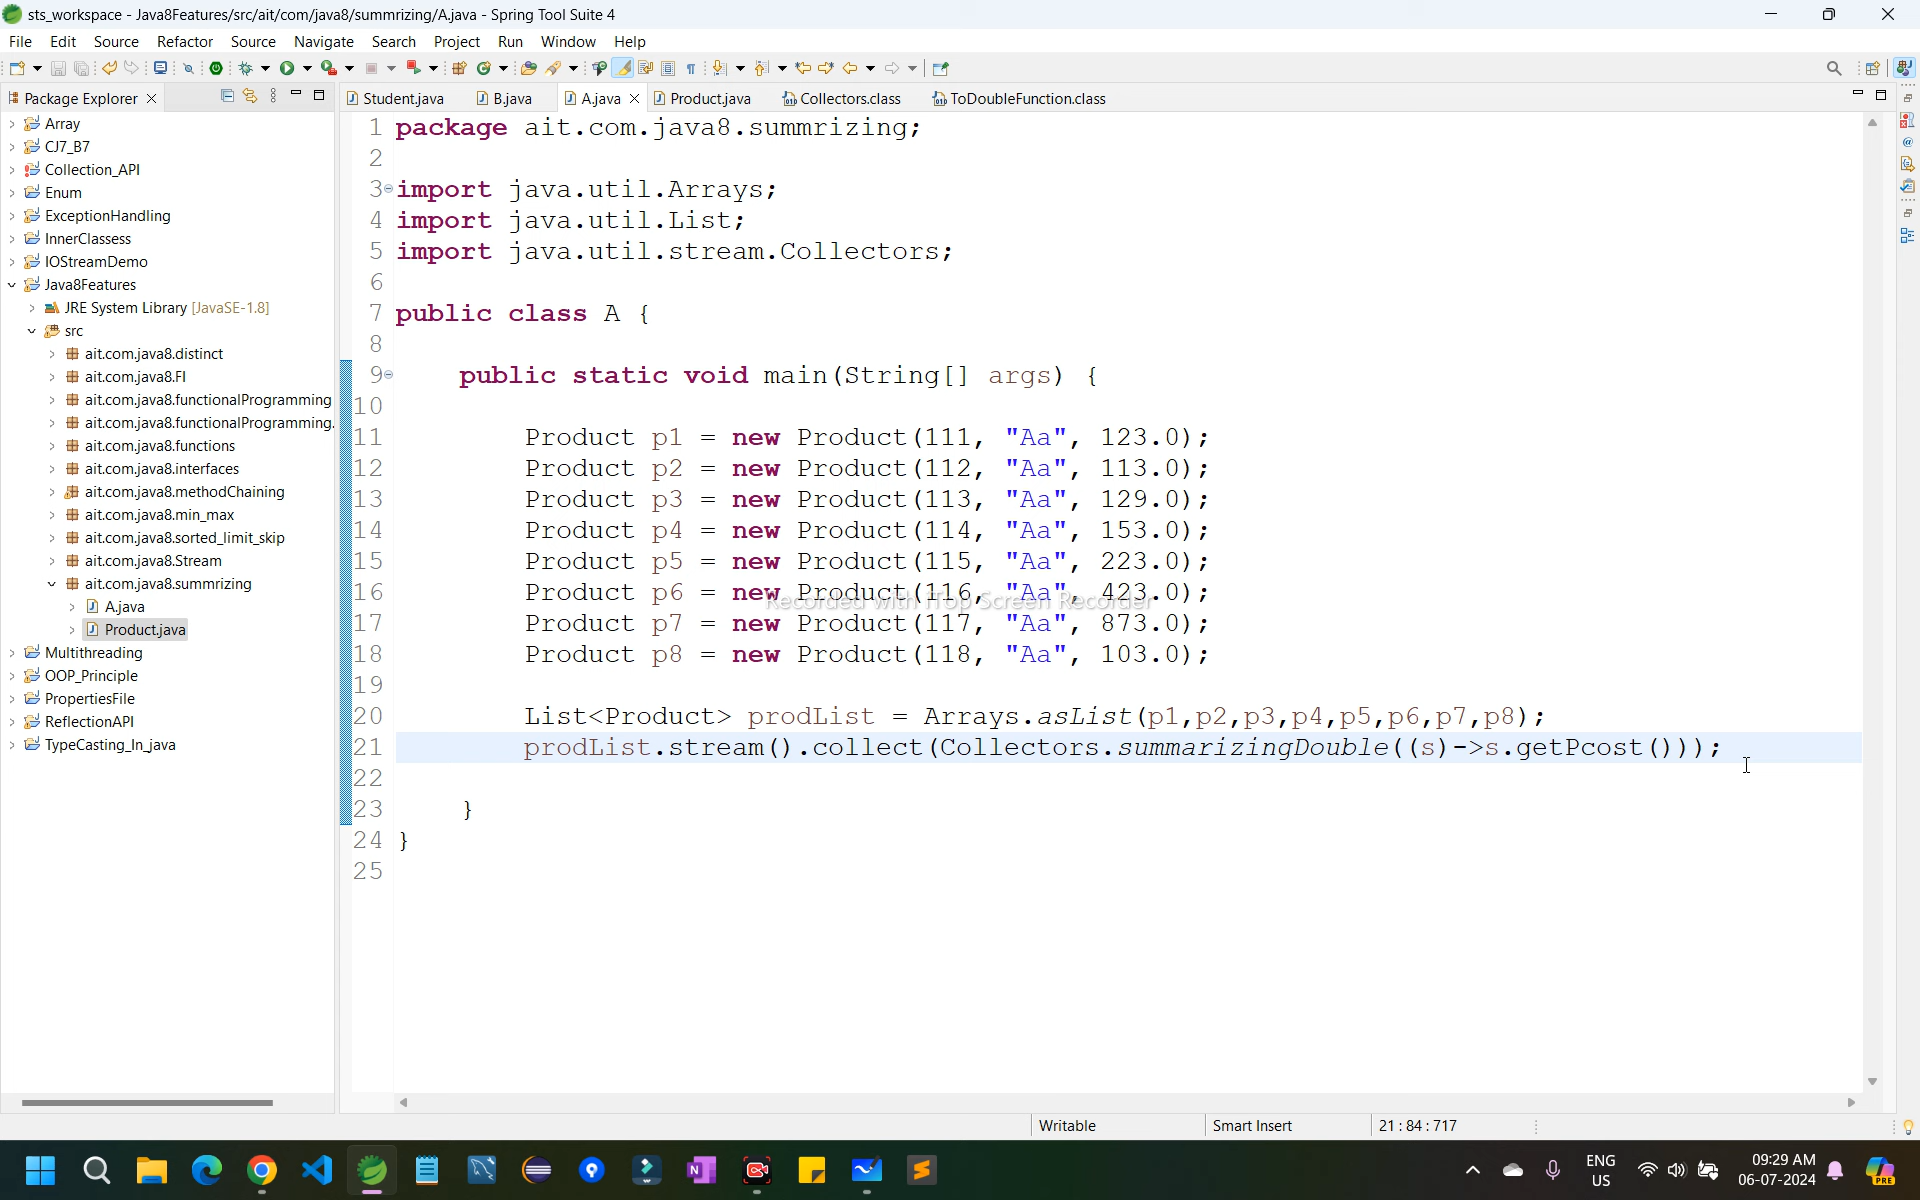 sts_workspace - Java8Features/src/ait/com/java8/summrizing/A.java - Spring Tool Suite 4
File Edit Source Refactor Source Navigate Search Project Run Window Help
Package Explorer
Student.java B.java A.java Product.java Collectors.class ToDoubleFunction.class
Array
CJ7_B7
Collection_API
Enum
ExceptionHandling
InnerClassess
IOStreamDemo
Java8Features
JRE System Library [JavaSE-1.8]
src
ait.com.java8.distinct
ait.com.java8.FI
ait.com.java8.functionalProgramming
ait.com.java8.functionalProgramming.
ait.com.java8.functions
ait.com.java8.interfaces
ait.com.java8.methodChaining
ait.com.java8.min_max
ait.com.java8.sorted_limit_skip
ait.com.java8.Stream
ait.com.java8.summrizing
A.java
Product.java
Multithreading
OOP_Principle
PropertiesFile
ReflectionAPI
TypeCasting_In_java
1 package ait.com.java8.summrizing;
2
3 import java.util.Arrays;
4 import java.util.List;
5 import java.util.stream.Collectors;
6
7 public class A {
8
9 public static void main(String[] args) {
10
11 Product p1 = new Product(111, "Aa", 123.0);
12 Product p2 = new Product(112, "Aa", 113.0);
13 Product p3 = new Product(113, "Aa", 129.0);
14 Product p4 = new Product(114, "Aa", 153.0);
15 Product p5 = new Product(115, "Aa", 223.0);
16 Product p6 = new Product(116, "Aa", 423.0);
Recorded with iTop Screen Recorder
17 Product p7 = new Product(117, "Aa", 873.0);
18 Product p8 = new Product(118, "Aa", 103.0);
19
20 List<Product> prodList = Arrays.asList(p1,p2,p3,p4,p5,p6,p7,p8);
21 prodList.stream().collect(Collectors.summarizingDouble((s)->s.getPcost()));
22
23 }
24 }
25
Writable Smart Insert 21 : 84 : 717
ENG
US
09:29 AM
06-07-2024
PRE